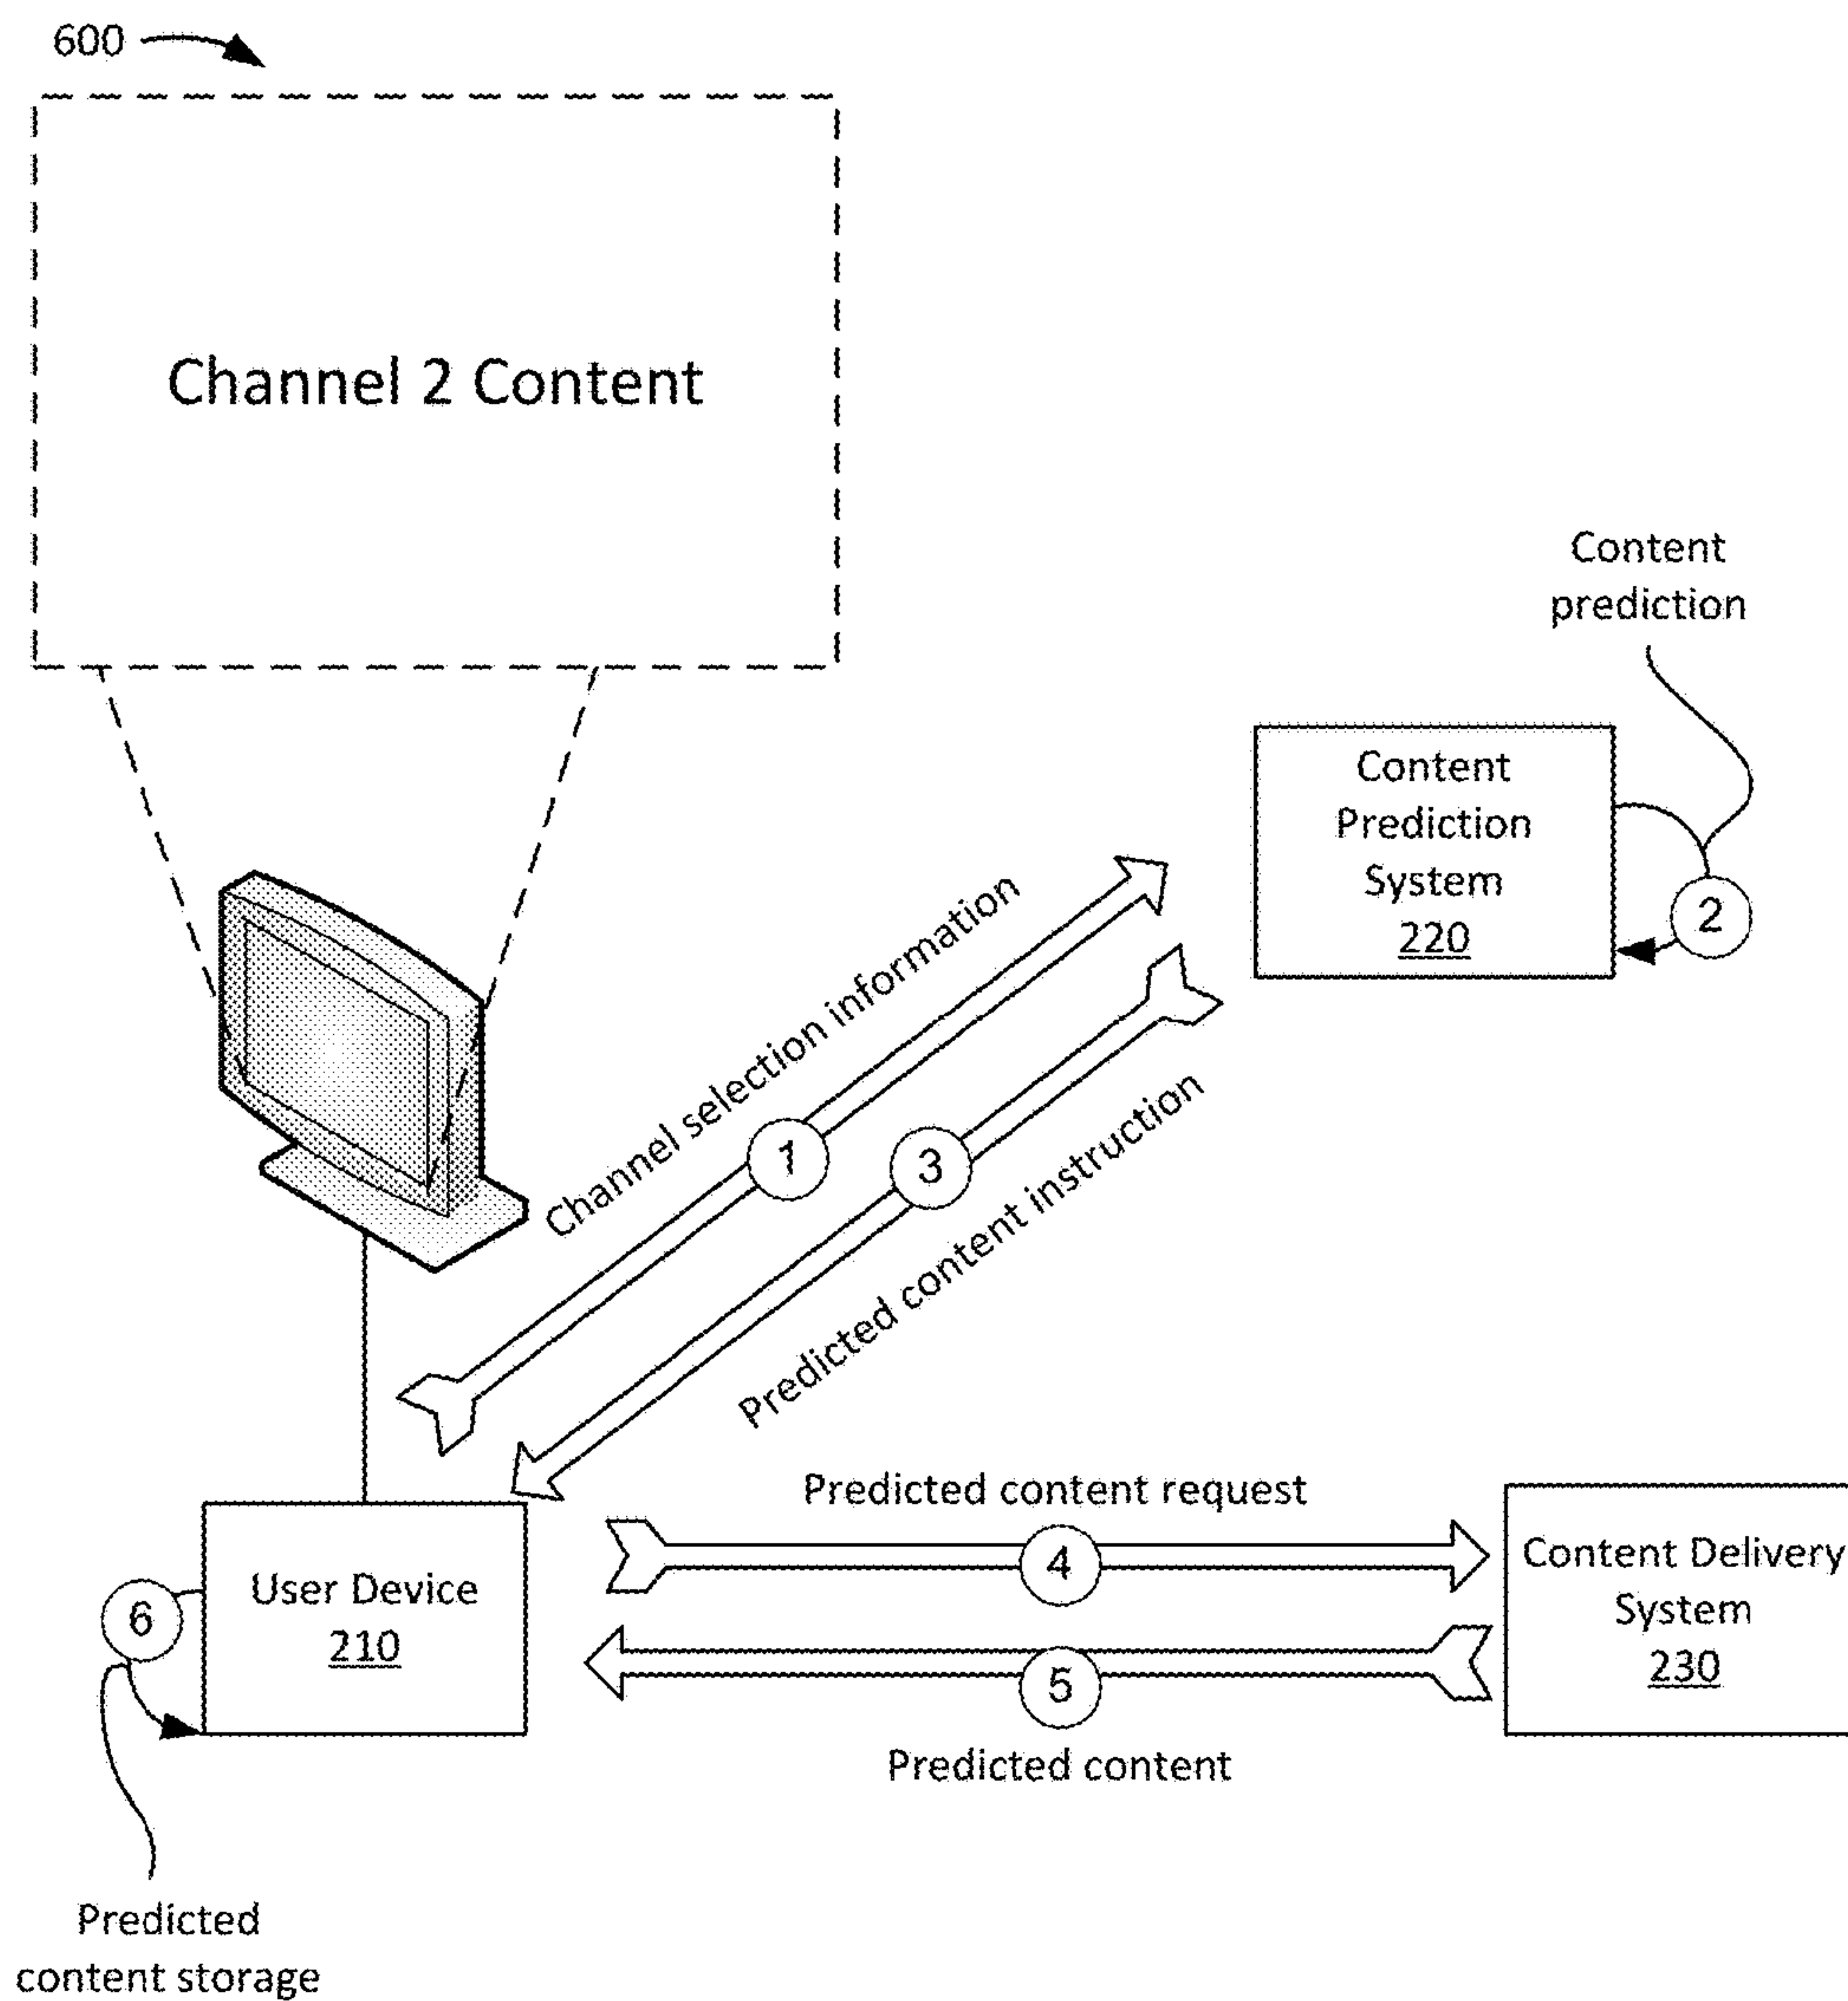 600
Channel 2 Content
Content
prediction
Content
Prediction
System
220
2
Channel selection information
1
3
Predicted content instruction
Predicted content request
4
Content Delivery
System
230
User Device
210
6
5
Predicted content
Predicted
content storage